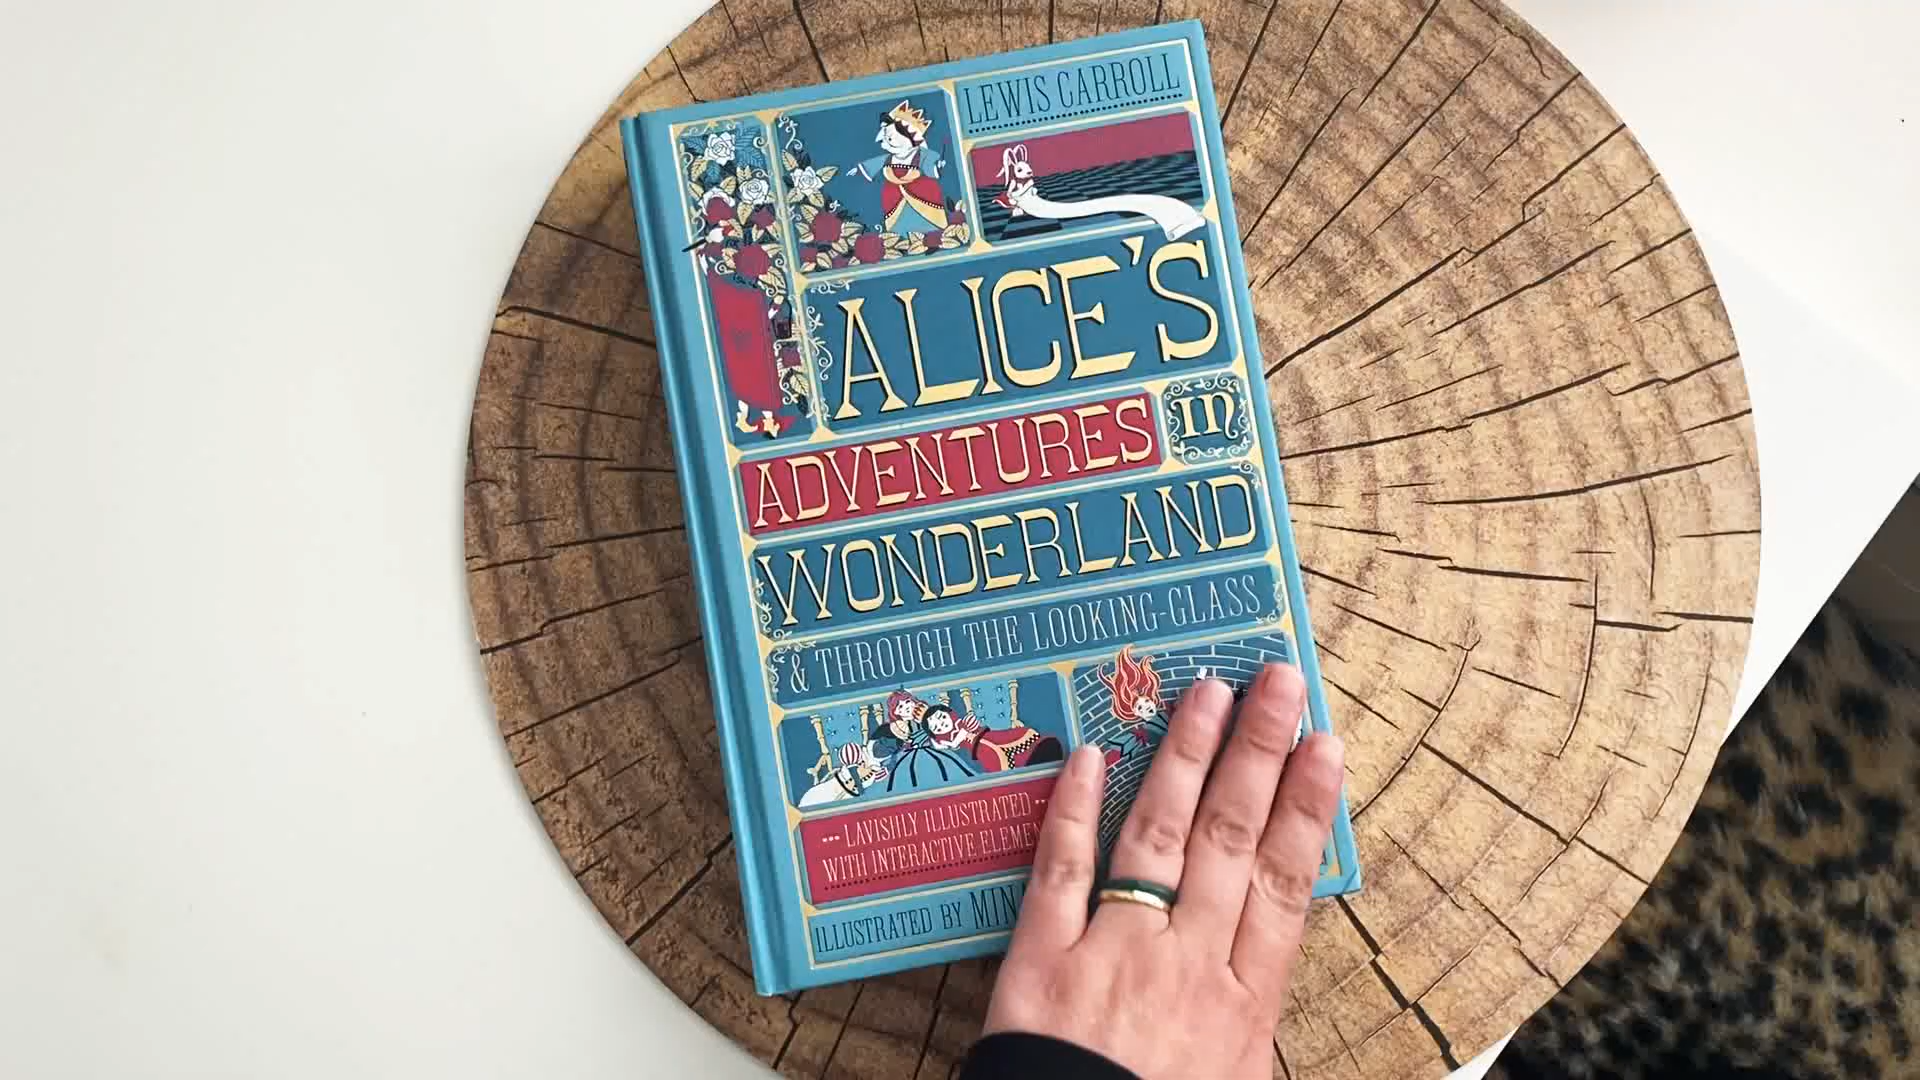 LEWIS CARROLL
ALICE'S
ADVENTURES IN
WONDERLAND
& THROUGH THE LOOKING-GLASS
LAVISHLY ILLUSTRATED
WITH INTERACTIVE
ILLUSTRATED BY